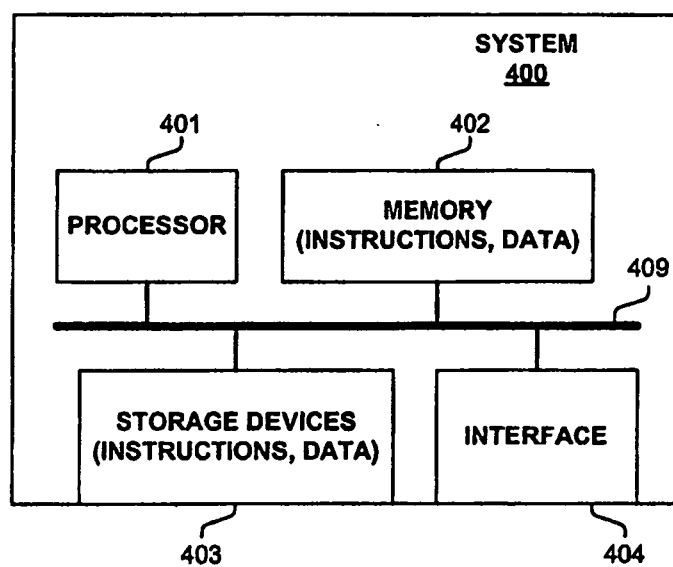 SYSTEM
400
401
402
PROCESSOR
MEMORY
(INSTRUCTIONS, DATA)
409
STORAGE DEVICES
(INSTRUCTIONS, DATA)
INTERFACE
403
404